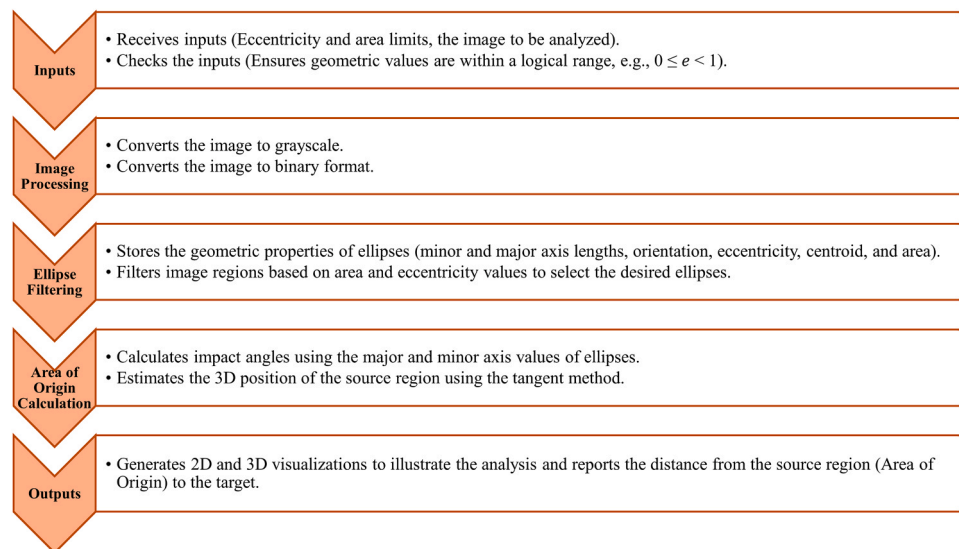 Inputs
• Receives inputs (Eccentricity and area limits, the image to be analyzed).
• Checks the inputs (Ensures geometric values are within a logical range, e.g., 0 ≤ e < 1).
Image
Processing
• Converts the image to grayscale.
• Converts the image to binary format.
Ellipse
Filtering
• Stores the geometric properties of ellipses (minor and major axis lengths, orientation, eccentricity, centroid, and area).
• Filters image regions based on area and eccentricity values to select the desired ellipses.
Area of
Origin
Calculation
• Calculates impact angles using the major and minor axis values of ellipses.
• Estimates the 3D position of the source region using the tangent method.
Outputs
• Generates 2D and 3D visualizations to illustrate the analysis and reports the distance from the source region (Area of
Origin) to the target.